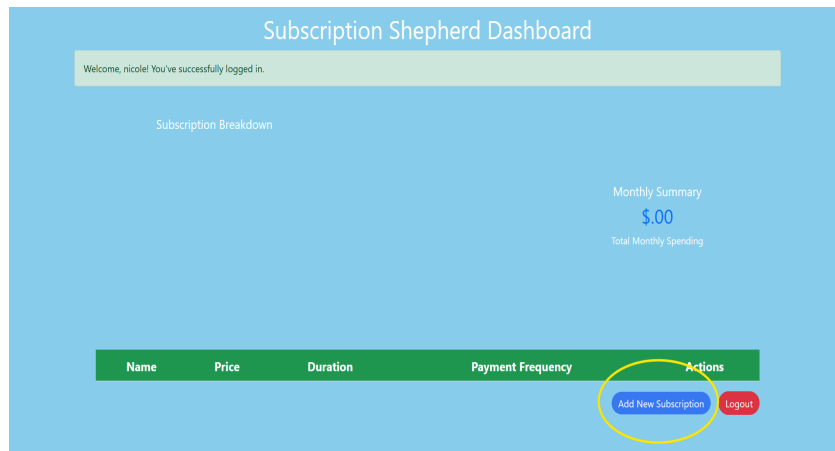 Subscription Shepherd Dashboard
Welcome, nicole! You've successfully logged in.
Subscription Breakdown
Monthly Summary
$.00
Total Monthly Spending
Name Price Duration Payment Frequency Actions
Add New Subscription Logout